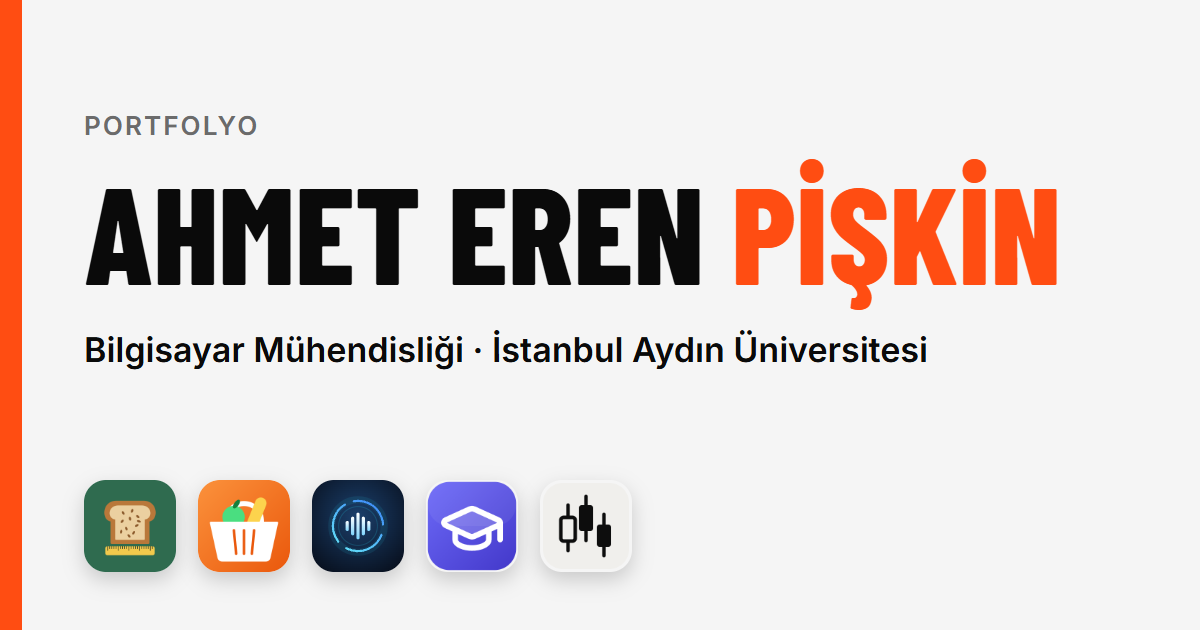 PORTFOLYO
AHMET EREN PİŞKİN
Bilgisayar Mühendisliği · İstanbul Aydın Üniversitesi